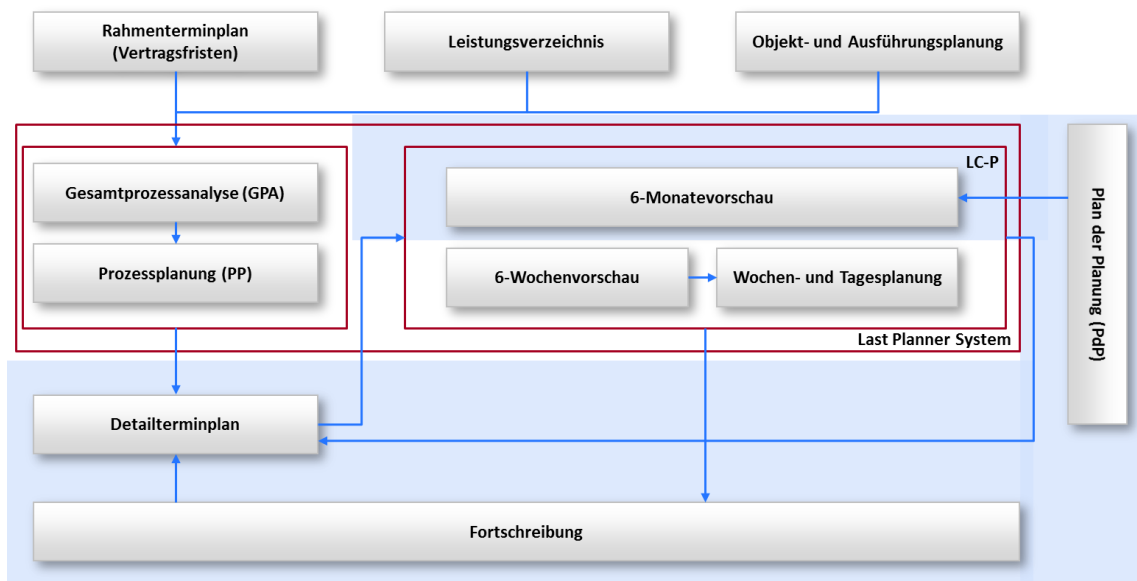 Rahmenterminplan
(Vertragsfristen)
Leistungsverzeichnis
Objekt- und Ausführungsplanung
LC-P
Gesamtprozessanalyse (GPA)
6-Monatevorschau
Prozessplanung (PP)
6-Wochenvorschau
Wochen- und Tagesplanung
Last Planner System
Plan der Planung (PdP)
Detailterminplan
Fortschreibung